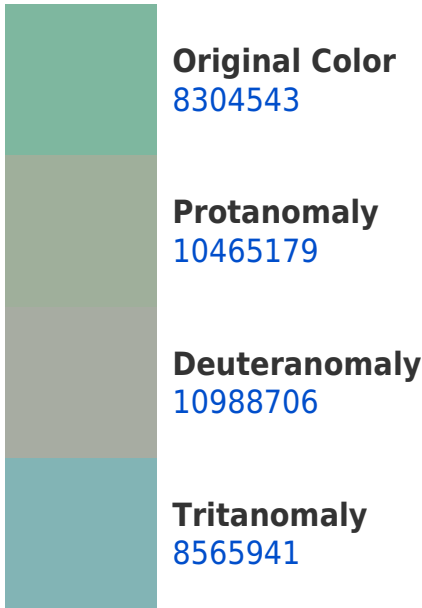 Original Color
8304543
Protanomaly
10465179
Deuteranomaly
10988706
Tritanomaly
8565941